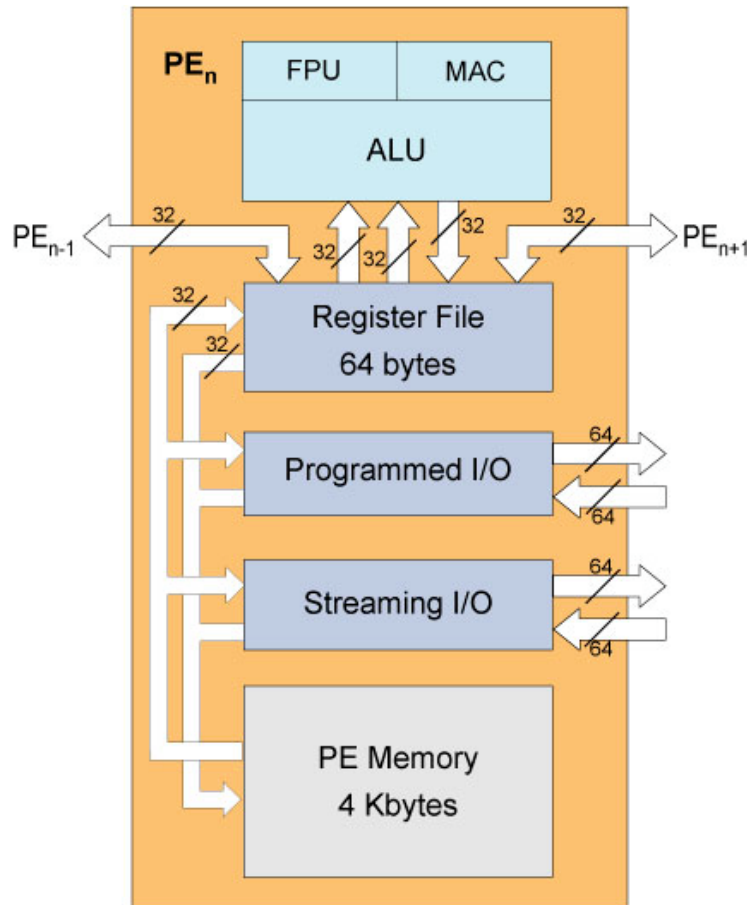 PEn
FPU MAC
ALU
32 32
PEn-1 32 32 32 PEn+1
32
Register File
32
64 bytes
64
Programmed I/O
64
64
Streaming I/O
64
PE Memory
4 Kbytes